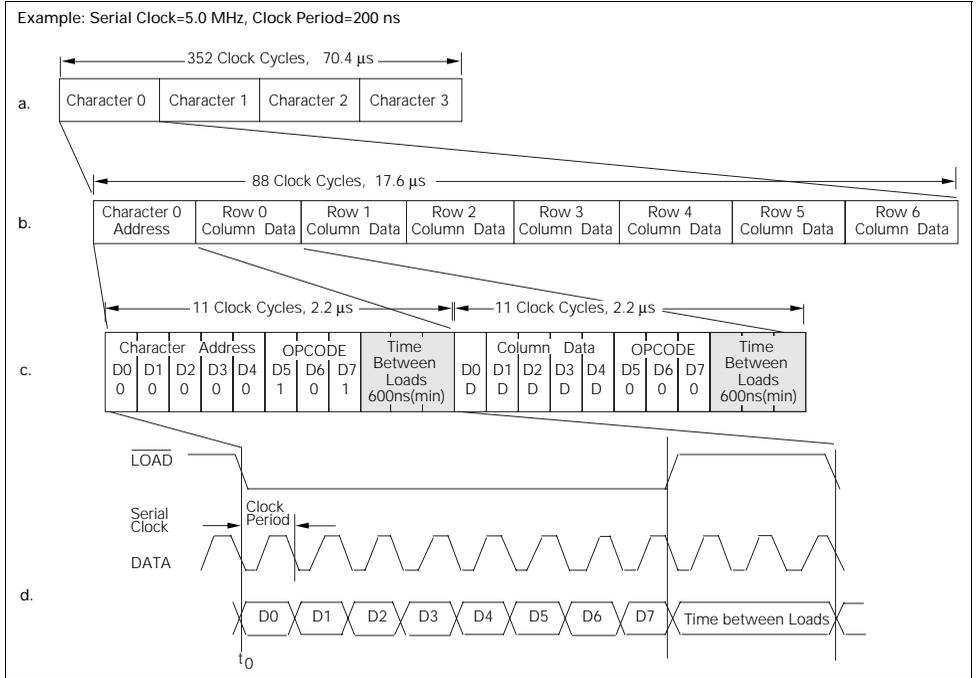 Example: Serial Clock=5.0 MHz, Clock Period=200 ns
352 Clock Cycles, 70.4 µs
a.
Character 0 Character 1 Character 2 Character 3
88 Clock Cycles, 17.6 µs
b.
Character 0 Address
Row 0 Column Data
Row 1 Column Data
Row 2 Column Data
Row 3 Column Data
Row 4 Column Data
Row 5 Column Data
Row 6 Column Data
11 Clock Cycles, 2.2 µs 11 Clock Cycles, 2.2 µs
c.
Character Address OPCODE
D0 D1 D2 D3 D4 D5 D6 D7
0 0 0 0 0 1 0 1
Time
Between
Loads
600ns(min)
Column Data OPCODE
D0 D1 D2 D3 D4 D5 D6 D7
D D D D D 0 0 0
Time
Between
Loads
600ns(min)
LOAD
Serial
Clock
Clock
Period
DATA
d.
D0 D1 D2 D3 D4 D5 D6 D7 Time between Loads
t0